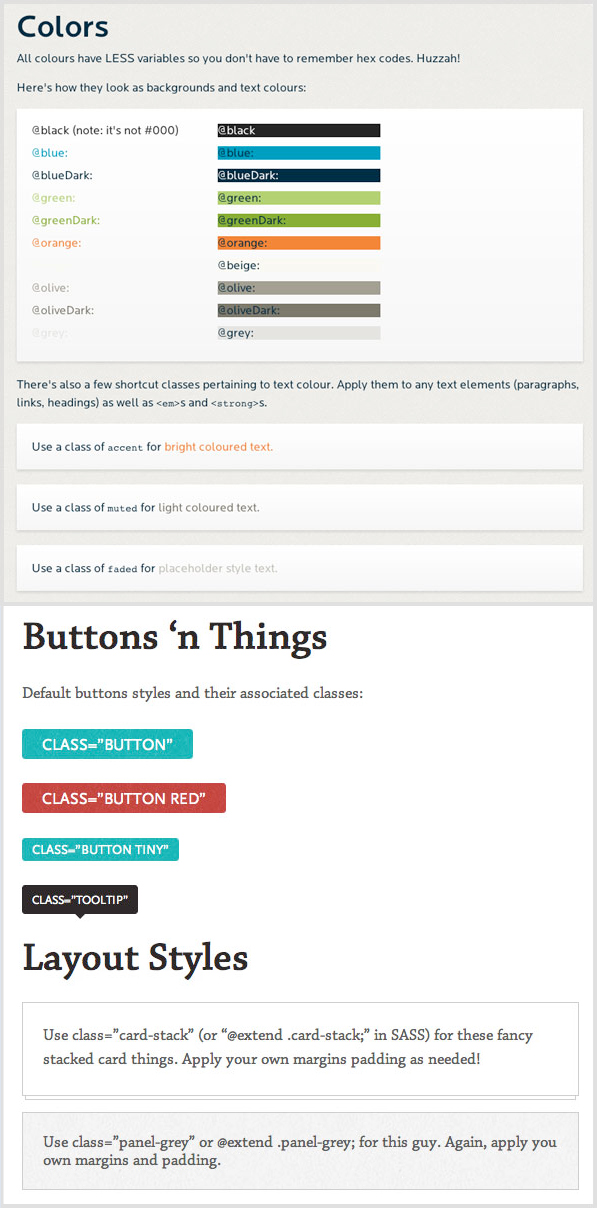 Colors
All colours have LESS variables so you don't have to remember hex codes. Huzzah!
Here's how they look as backgrounds and text colours:
@black (note: it's not #000) @black
@blue: @blue:
@blueDark: @blueDark:
@green: @green:
@greenDark: @greenDark:
@orange: @orange:
@beige:
@olive: @olive:
@oliveDark: @oliveDark:
@grey: @grey:
There's also a few shortcut classes pertaining to text colour. Apply them to any text elements (paragraphs,
links, headings) as well as <em>s and <strong>s.
Use a class of accent for bright coloured text.
Use a class of muted for light coloured text.
Use a class of faded for placeholder style text.
Buttons ‘n Things
Default buttons styles and their associated classes:
CLASS=”BUTTON”
CLASS=”BUTTON RED”
CLASS=”BUTTON TINY”
CLASS=”TOOLTIP”
Layout Styles
Use class=”card-stack” (or “@extend .card-stack;” in SASS) for these fancy
stacked card things. Apply your own margins padding as needed!
Use class=”panel-grey” or @extend .panel-grey; for this guy. Again, apply you
own margins and padding.